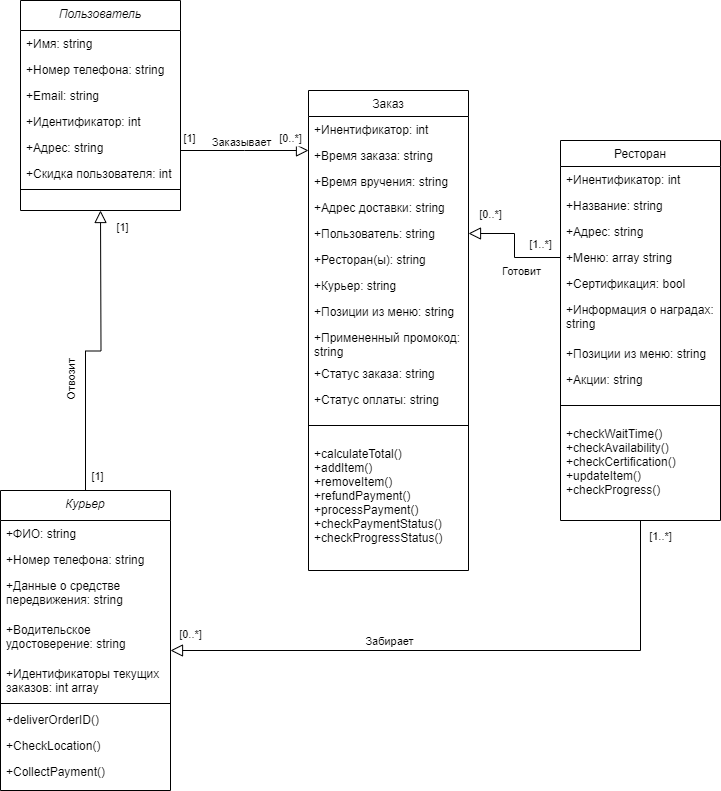 Пользователь
+Имя: string
+Номер телефона: string
+Email: string
+Идентификатор: int
+Адрес: string
+Скидка пользователя: int
[1]
Заказывает
[0..*]
[1]
Заказ
+Инентификатор: int
+Время заказа: string
+Время вручения: string
+Адрес доставки: string
+Пользователь: string
+Ресторан(ы): string
+Курьер: string
+Позиции из меню: string
+Примененный промокод:
string
+Статус заказа: string
+Статус оплаты: string
+calculateTotal()
+addItem()
+removeItem()
+refundPayment()
+processPayment()
+checkPaymentStatus()
+checkProgressStatus()
[0..*]
[1..*]
Готовит
Ресторан
+Инентификатор: int
+Название: string
+Адрес: string
+Меню: array string
+Сертификация: bool
+Информация о наградах:
string
+Позиции из меню: string
+Акции: string
+checkWaitTime()
+checkAvailability()
+checkCertification()
+updateItem()
+checkProgress()
[1..*]
Отвозит
[1]
Курьер
+ФИО: string
+Номер телефона: string
+Данные о средстве
передвижения: string
+Водительское
удостоверение: string
+Идентификаторы текущих
заказов: int array
+deliverOrderID()
+CheckLocation()
+CollectPayment()
[0..*]
Забирает